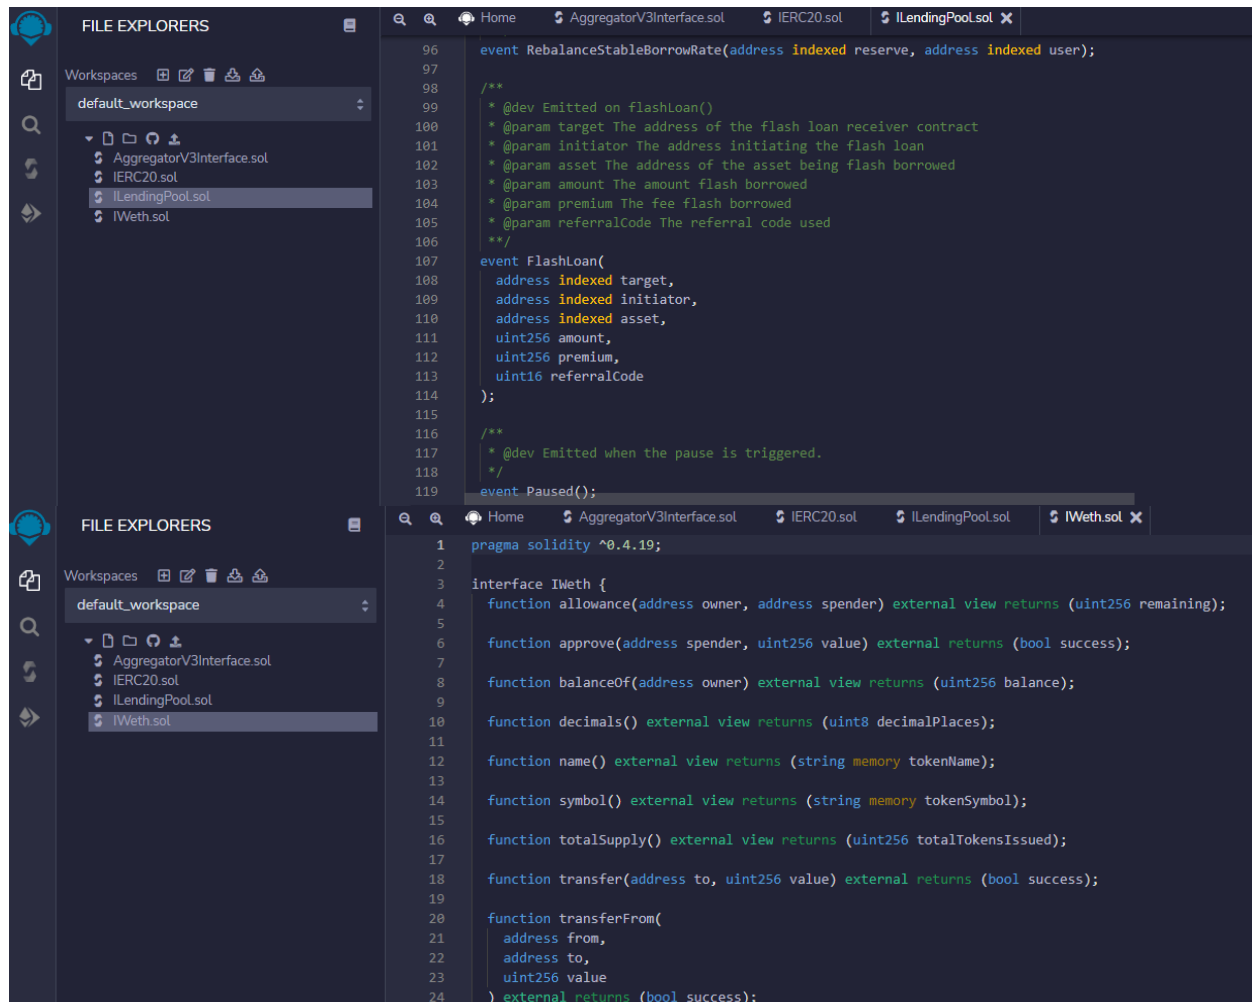 FILE EXPLORERS
Home AggregatorV3Interface.sol IERC20.sol ILendingPool.sol
Workspaces
default_workspace
AggregatorV3Interface.sol
IERC20.sol
ILendingPool.sol
IWeth.sol
96 event RebalanceStableBorrowRate(address indexed reserve, address indexed user);
97
98 /**
99 * @dev Emitted on flashLoan()
100 * @param target The address of the flash loan receiver contract
101 * @param initiator The address initiating the flash loan
102 * @param asset The address of the asset being flash borrowed
103 * @param amount The amount flash borrowed
104 * @param premium The fee flash borrowed
105 * @param referralCode The referral code used
106 **/
107 event FlashLoan(
108 address indexed target,
109 address indexed initiator,
110 address indexed asset,
111 uint256 amount,
112 uint256 premium,
113 uint16 referralCode
114 );
115
116 /**
117 * @dev Emitted when the pause is triggered.
118 */
119 event Paused();
FILE EXPLORERS
Home AggregatorV3Interface.sol IERC20.sol ILendingPool.sol IWeth.sol
Workspaces
default_workspace
AggregatorV3Interface.sol
IERC20.sol
ILendingPool.sol
IWeth.sol
1 pragma solidity ^0.4.19;
2
3 interface IWeth {
4 function allowance(address owner, address spender) external view returns (uint256 remaining);
5
6 function approve(address spender, uint256 value) external returns (bool success);
7
8 function balanceOf(address owner) external view returns (uint256 balance);
9
10 function decimals() external view returns (uint8 decimalPlaces);
11
12 function name() external view returns (string memory tokenName);
13
14 function symbol() external view returns (string memory tokenSymbol);
15
16 function totalSupply() external view returns (uint256 totalTokensIssued);
17
18 function transfer(address to, uint256 value) external returns (bool success);
19
20 function transferFrom(
21 address from,
22 address to,
23 uint256 value
24 ) external returns (bool success);